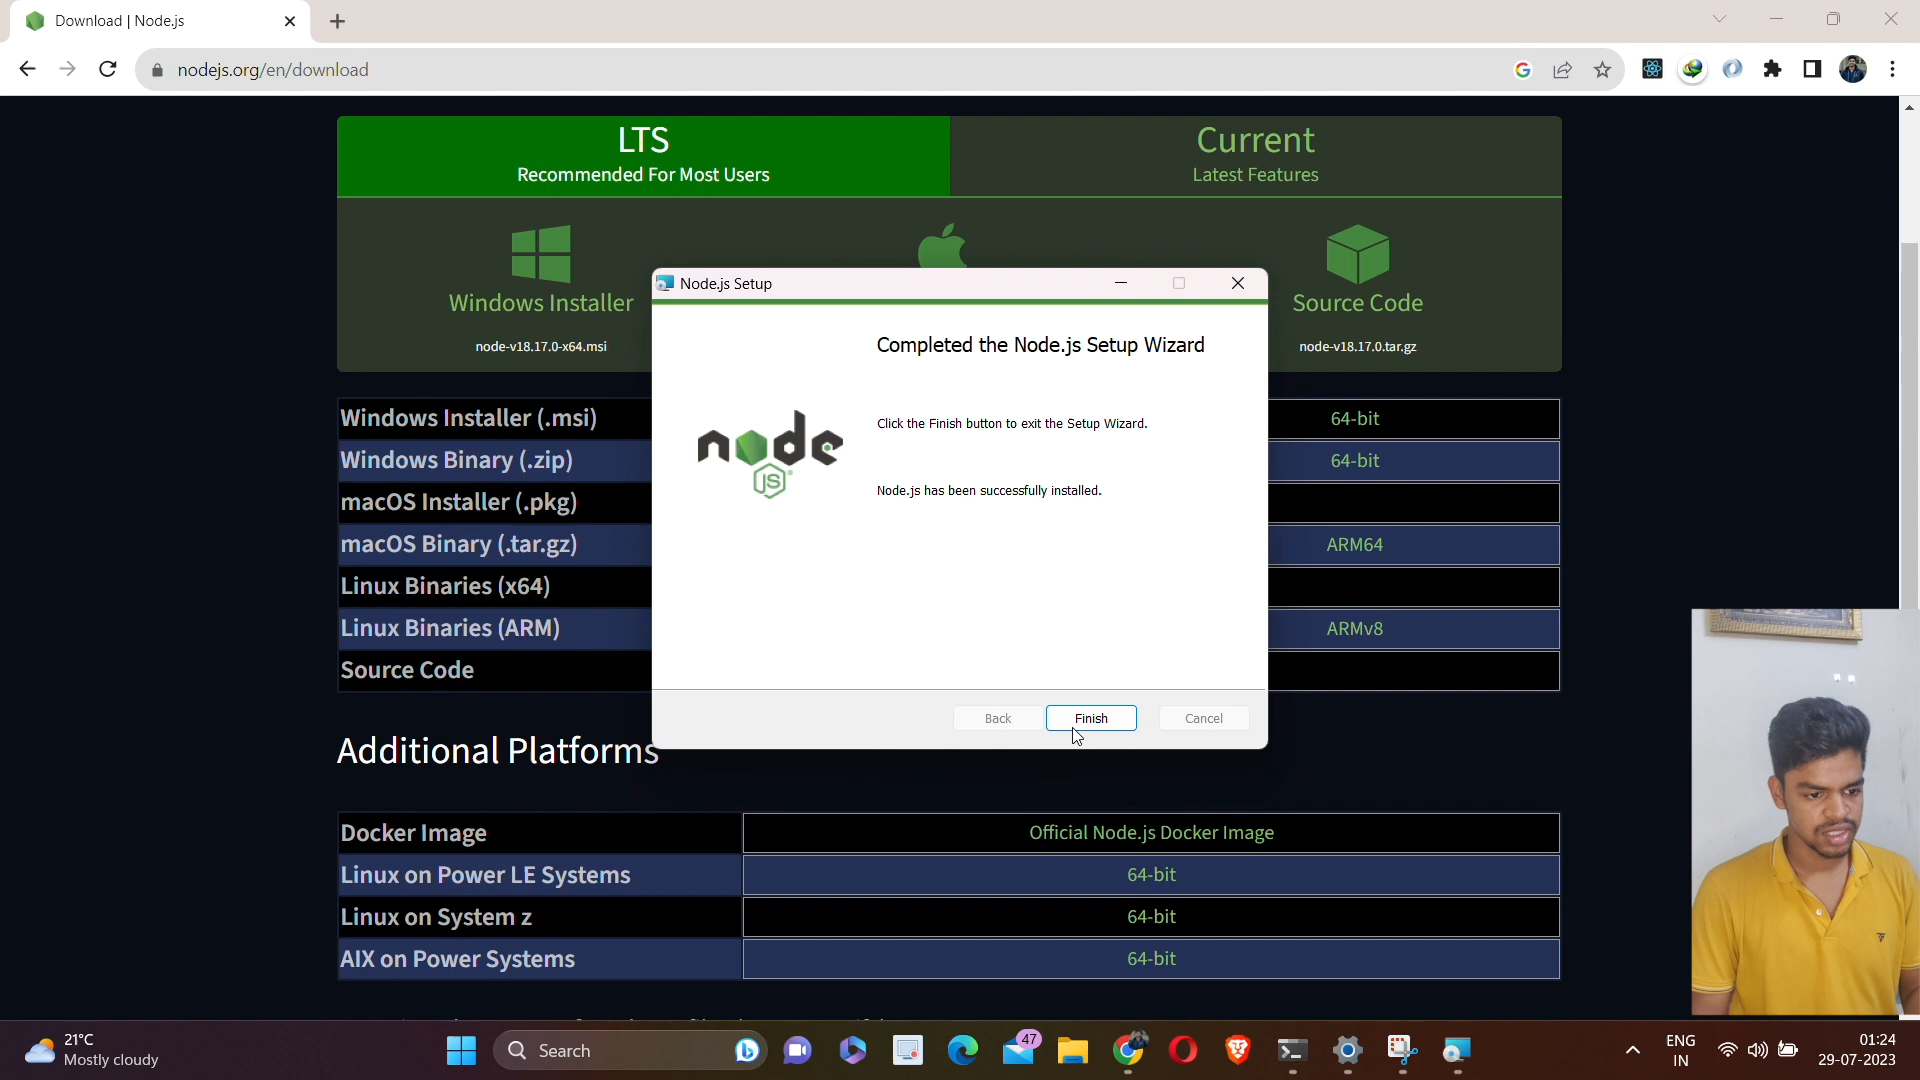 Download | Node.js
nodejs.org/en/download
LTS
Recommended For Most Users
Current
Latest Features
Windows Installer
node-v18.17.0-x64.msi
Source Code
node-v18.17.0.tar.gz
Node.js Setup
Completed the Node.js Setup Wizard
Click the Finish button to exit the Setup Wizard.
Node.js has been successfully installed.
node
JS
Back
Finish
Cancel
Windows Installer (.msi)
64-bit
Windows Binary (.zip)
64-bit
macOS Installer (.pkg)
macOS Binary (.tar.gz)
ARM64
Linux Binaries (x64)
Linux Binaries (ARM)
ARMv8
Source Code
Additional Platforms
Docker Image
Official Node.js Docker Image
Linux on Power LE Systems
64-bit
Linux on System z
64-bit
AIX on Power Systems
64-bit
21°C
Mostly cloudy
Search
47
ENG
IN
01:24
29-07-2023